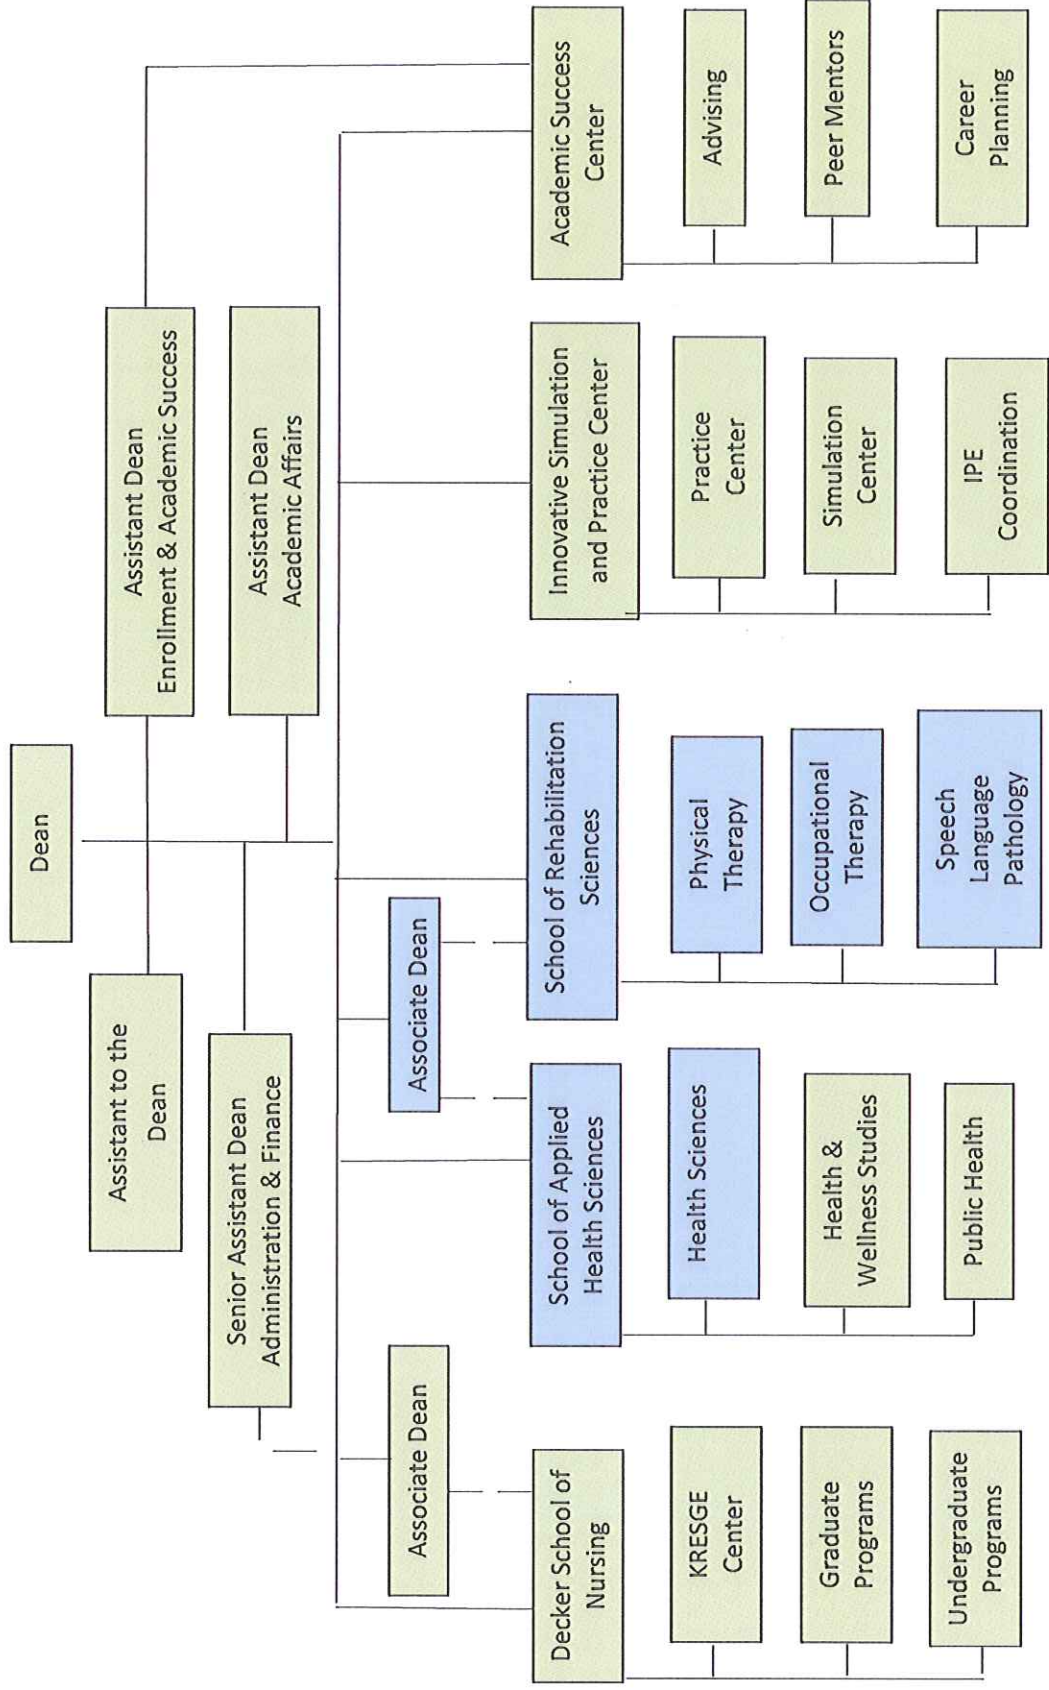 Dean
Assistant to the
Dean
Assistant Dean
Enrollment & Academic Success
Senior Assistant Dean
Administration & Finance
Assistant Dean
Academic Affairs
Associate Dean
Associate Dean
Decker School of
Nursing
KRESGE
Center
Graduate
Programs
Undergraduate
Programs
School of Applied
Health Sciences
Health Sciences
Health &
Wellness Studies
Public Health
School of Rehabilitation
Sciences
Physical
Therapy
Occupational
Therapy
Speech
Language
Pathology
Innovative Simulation
and Practice Center
Practice
Center
Simulation
Center
IPE
Coordination
Academic Success
Center
Advising
Peer Mentors
Career
Planning